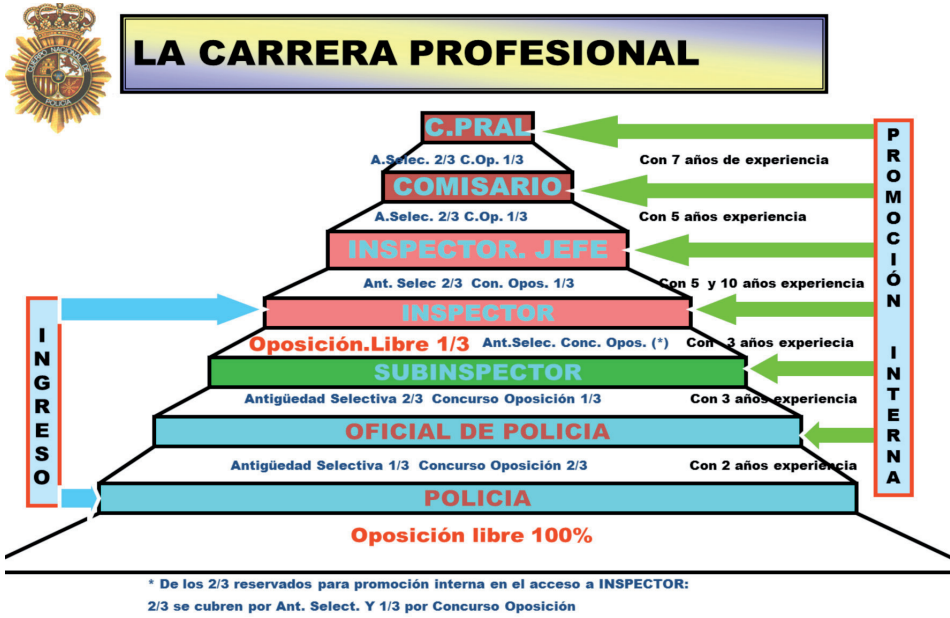 CUERPO NACIONAL DE
POLICIA
LA CARRERA PROFESIONAL
C.PRAL
A.Selec. 2/3 C.Op. 1/3
Con 7 años de experiencia
COMISARIO
A.Selec. 2/3 C.Op. 1/3
Con 5 años experiencia
INSPECTOR. JEFE
Ant. Selec 2/3 Con. Opos. 1/3
Con 5 y 10 años experiencia
INSPECTOR
Oposición.Libre 1/3 Ant.Selec. Conc. Opos. (*)
Con 3 años experiecia
SUBINSPECTOR
Antigüedad Selectiva 2/3 Concurso Oposición 1/3
Con 3 años experiencia
OFICIAL DE POLICIA
Antigüedad Selectiva 1/3 Concurso Oposición 2/3
Con 2 años experiencia
POLICIA
Oposición libre 100%
INGRESO
PROMOCIÓN INTERNA
* De los 2/3 reservados para promoción interna en el acceso a INSPECTOR:
2/3 se cubren por Ant. Select. Y 1/3 por Concurso Oposición